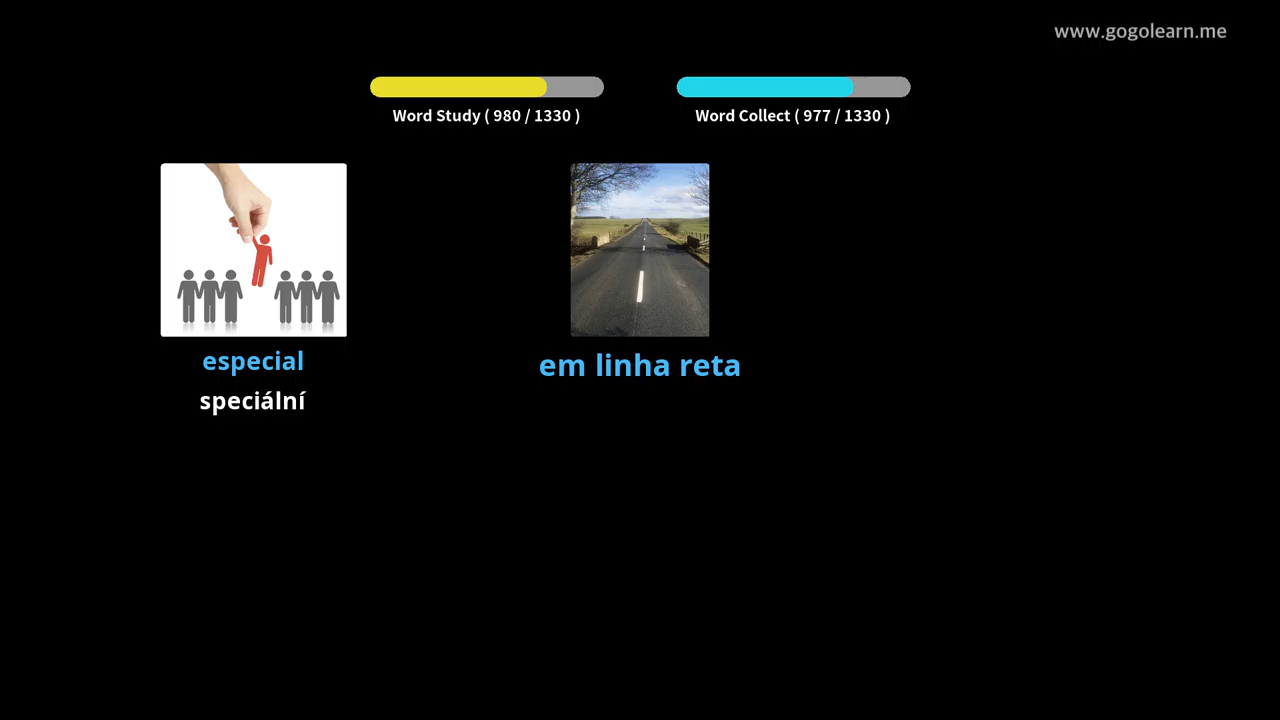 www.gogolearn.me
Word Study ( 980 / 1330 )
Word Collect ( 977 / 1330 )
especial
speciální
em linha reta